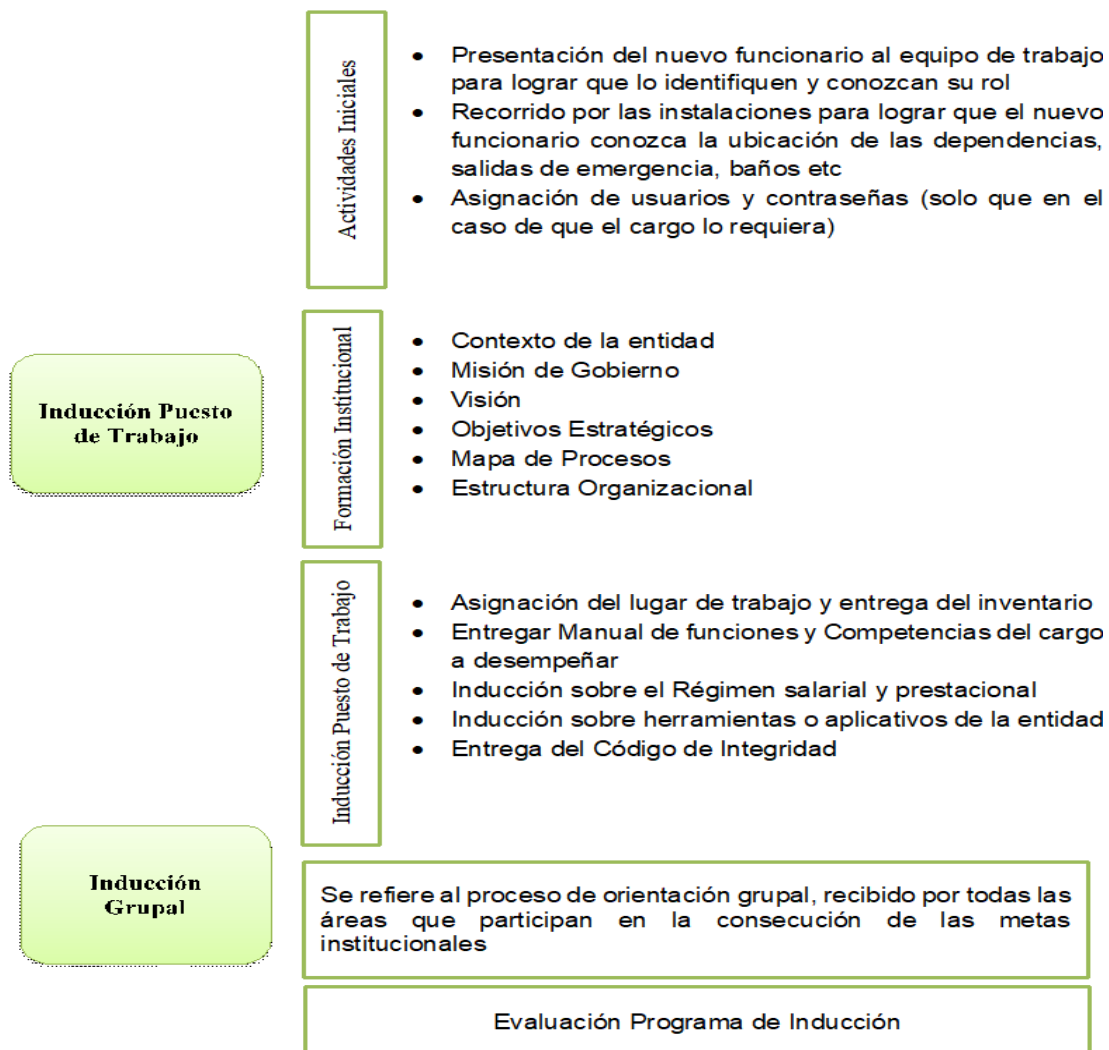 Actividades Iniciales
• Presentación del nuevo funcionario al equipo de trabajo
para lograr que lo identifiquen y conozcan su rol
• Recorrido por las instalaciones para lograr que el nuevo
funcionario conozca la ubicación de las dependencias,
salidas de emergencia, baños etc
• Asignación de usuarios y contraseñas (solo que en el
caso de que el cargo lo requiera)
Inducción Puesto
de Trabajo
Formación Institucional
• Contexto de la entidad
• Misión de Gobierno
• Visión
• Objetivos Estratégicos
• Mapa de Procesos
• Estructura Organizacional
Inducción Puesto de Trabajo
• Asignación del lugar de trabajo y entrega del inventario
• Entregar Manual de funciones y Competencias del cargo
a desempeñar
• Inducción sobre el Régimen salarial y prestacional
• Inducción sobre herramientas o aplicativos de la entidad
• Entrega del Código de Integridad
Inducción
Grupal
Se refiere al proceso de orientación grupal, recibido por todas las
áreas que participan en la consecución de las metas
institucionales
Evaluación Programa de Inducción